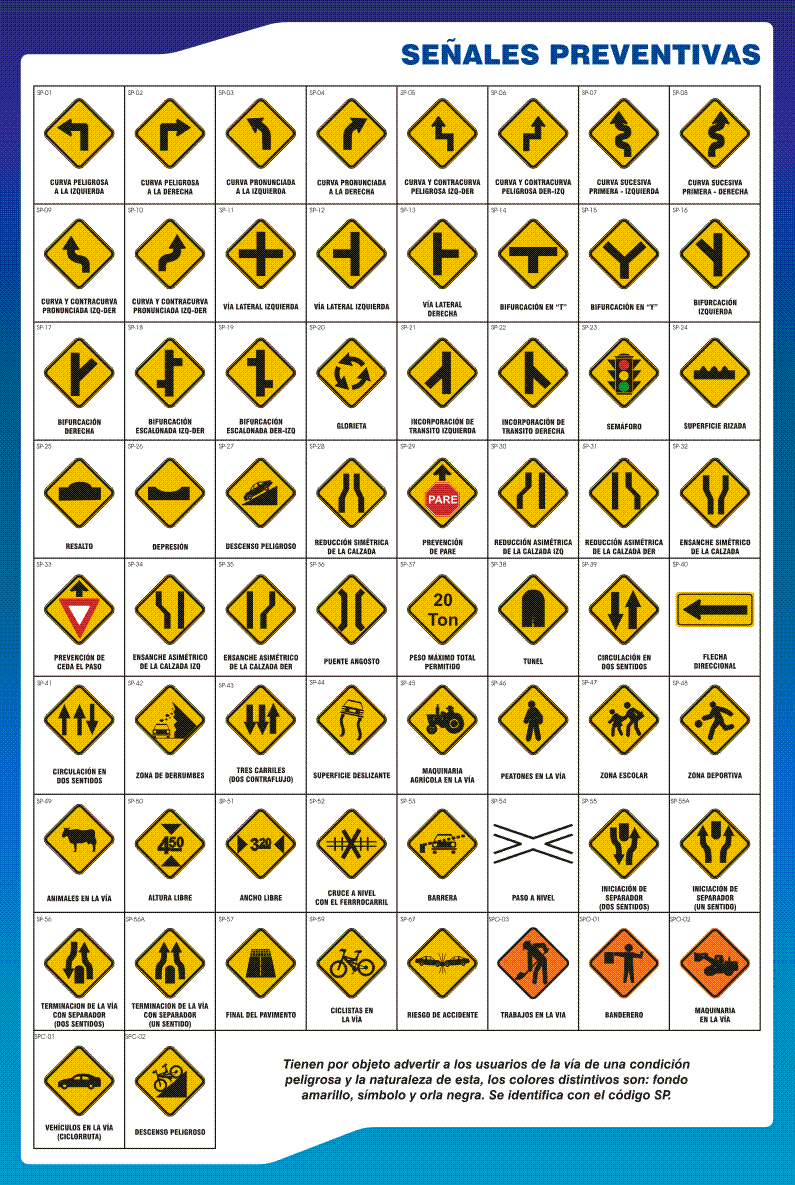 SEÑALES PREVENTIVAS
SP-01
CURVA PELIGROSA
A LA IZQUIERDA
SP-02
CURVA PELIGROSA
A LA DERECHA
SP-03
CURVA PRONUNCIADA
A LA IZQUIERDA
SP-04
CURVA PRONUNCIADA
A LA DERECHA
SP-05
CURVA Y CONTRACURVA
PELIGROSA IZQ-DER
SP-06
CURVA Y CONTRACURVA
PELIGROSA DER-IZQ
SP-07
CURVA SUCESIVA
PRIMERA - IZQUIERDA
SP-08
CURVA SUCESIVA
PRIMERA - DERECHA
SP-09
CURVA Y CONTRACURVA
PRONUNCIADA IZQ-DER
SP-10
CURVA Y CONTRACURVA
PRONUNCIADA IZQ-DER
SP-11
VÍA LATERAL IZQUIERDA
SP-12
VÍA LATERAL IZQUIERDA
SP-13
VÍA LATERAL
DERECHA
SP-14
BIFURCACIÓN EN “T”
SP-15
BIFURCACIÓN EN “Y”
SP-16
BIFURCACIÓN
IZQUIERDA
SP-17
BIFURCACIÓN
DERECHA
SP-18
BIFURCACIÓN
ESCALONADA IZQ-DER
SP-19
BIFURCACIÓN
ESCALONADA DER-IZQ
SP-20
GLORIETA
SP-21
INCORPORACIÓN DE
TRANSITO IZQUIERDA
SP-22
INCORPORACIÓN DE
TRANSITO DERECHA
SP-23
SEMÁFORO
SP-24
SUPERFICIE RIZADA
SP-25
RESALTO
SP-26
DEPRESIÓN
SP-27
DESCENSO PELIGROSO
SP-28
REDUCCIÓN SIMÉTRICA
DE LA CALZADA
SP-29
PARE
PREVENCIÓN
DE PARE
SP-30
REDUCCIÓN ASIMÉTRICA
DE LA CALZADA IZQ
SP-31
REDUCCIÓN ASIMÉTRICA
DE LA CALZADA DER
SP-32
ENSANCHE SIMÉTRICO
DE LA CALZADA
SP-33
PREVENCIÓN DE
CEDA EL PASO
SP-34
ENSANCHE ASIMÉTRICO
DE LA CALZADA IZQ
SP-35
ENSANCHE ASIMÉTRICO
DE LA CALZADA DER
SP-36
PUENTE ANGOSTO
SP-37
20
Ton
PESO MÁXIMO TOTAL
PERMITIDO
SP-38
TUNEL
SP-39
CIRCULACIÓN EN
DOS SENTIDOS
SP-40
FLECHA
DIRECCIONAL
SP-41
CIRCULACIÓN EN
DOS SENTIDOS
SP-42
ZONA DE DERRUMBES
SP-43
TRES CARRILES
(DOS CONTRAFLUJO)
SP-44
SUPERFICIE DESLIZANTE
SP-45
MAQUINARIA
AGRÍCOLA EN LA VÍA
SP-46
PEATONES EN LA VÍA
SP-47
ZONA ESCOLAR
SP-48
ZONA DEPORTIVA
SP-49
ANIMALES EN LA VÍA
SP-50
4.50
ALTURA LIBRE
SP-51
3.20
ANCHO LIBRE
SP-52
CRUCE A NIVEL
CON EL FERRROCARRIL
SP-53
BARRERA
SP-54
PASO A NIVEL
SP-55
INICIACIÓN DE
SEPARADOR
(DOS SENTIDOS)
SP-55A
INICIACIÓN DE
SEPARADOR
(UN SENTIDO)
SP-56
TERMINACION DE LA VÍA
CON SEPARADOR
(DOS SENTIDOS)
SP-56A
TERMINACION DE LA VÍA
CON SEPARADOR
(UN SENTIDO)
SP-57
FINAL DEL PAVIMENTO
SP-59
CICLISTAS EN
LA VÍA
SP-67
RIESGO DE ACCIDENTE
SPO-03
TRABAJOS EN LA VIA
SPO-01
BANDERERO
SPO-02
MAQUINARIA
EN LA VÍA
SPC-01
VEHÍCULOS EN LA VÍA
(CICLORRUTA)
SPC-02
DESCENSO PELIGROSO
Tienen por objeto advertir a los usuarios de la vía de una condición
peligrosa y la naturaleza de esta, los colores distintivos son: fondo
amarillo, símbolo y orla negra. Se identifica con el código SP.